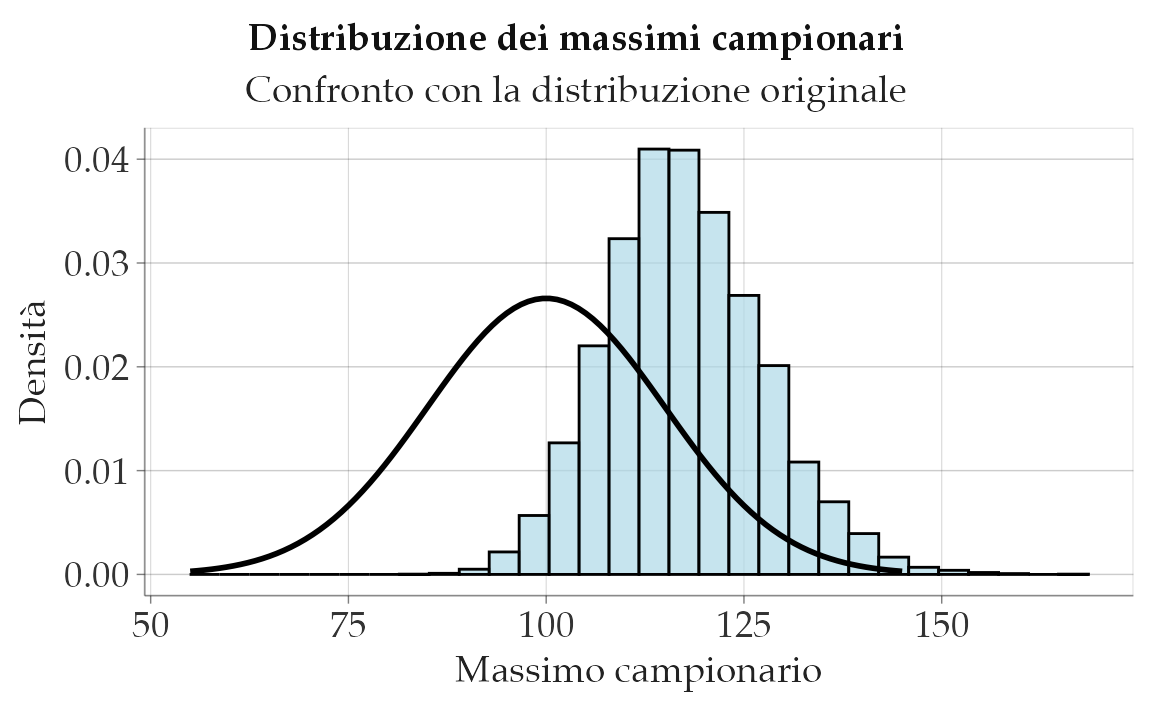 Distribuzione dei massimi campionari
Confronto con la distribuzione originale
0.04
0.03
0.02
0.01
0.00
Densità
50 75 100 125 150
Massimo campionario